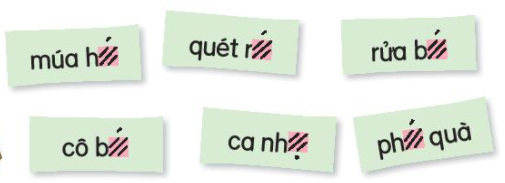 múa h
quét r
rửa b
cô b
ca nh
ph quà